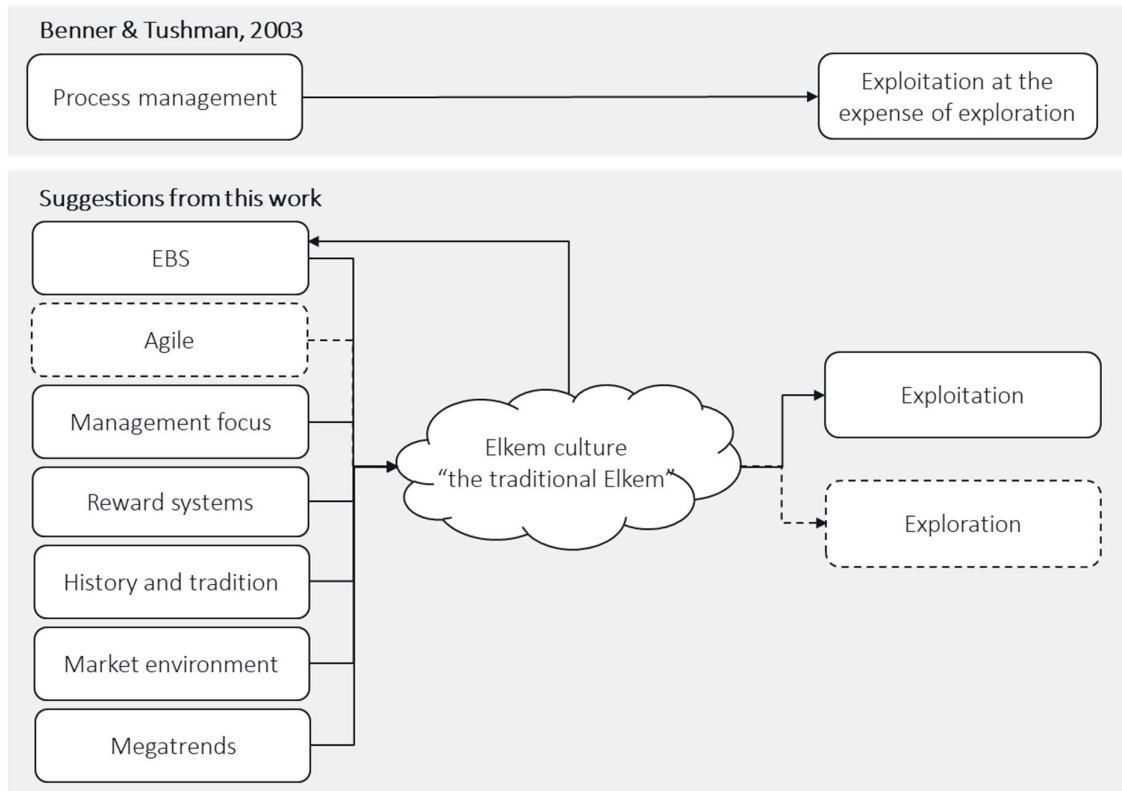 Benner & Tushman, 2003
Process management
Exploitation at the
expense of exploration
Suggestions from this work
EBS
Agile
Management focus
Reward systems
History and tradition
Market environment
Megatrends
Elkem culture
“the traditional Elkem”
Exploitation
Exploration